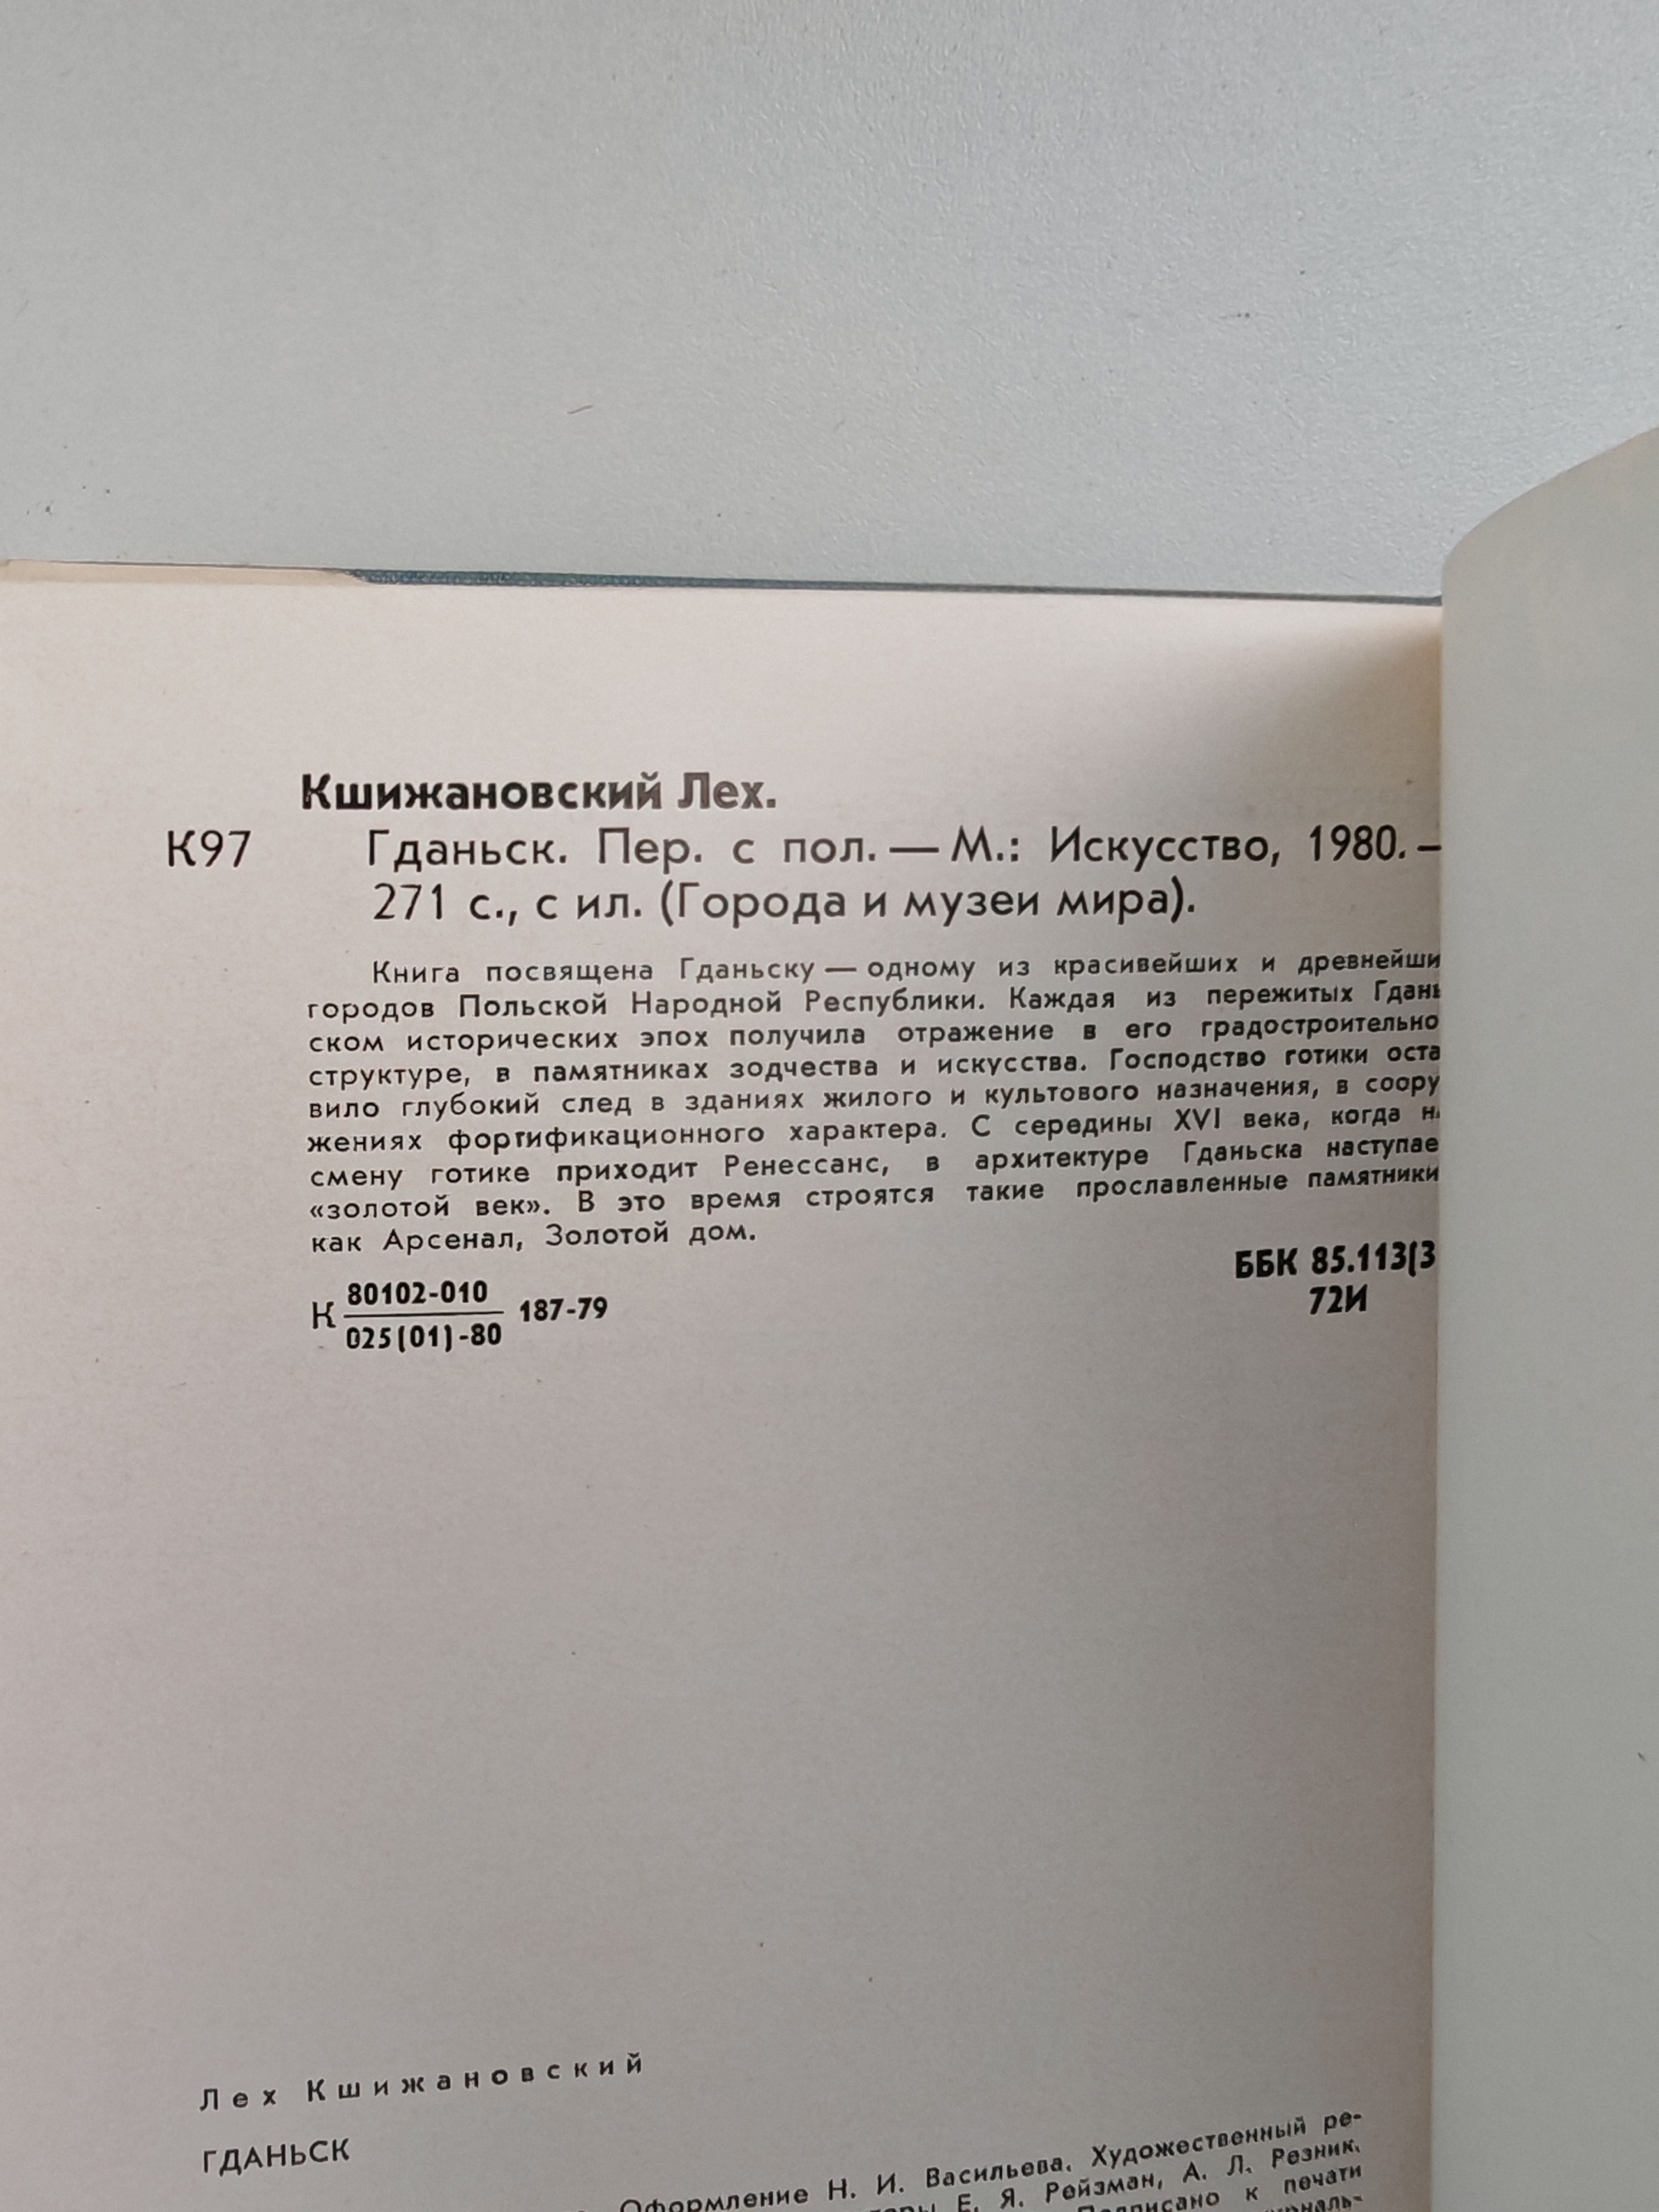 Кшижановский Лех.
К97 Гданьск. Пер. с пол. — М.: Искусство, 1980. —
271 с., с ил. (Города и музеи мира).
Книга посвящена Гданьску — одному из красивейших и древнейши
городов Польской Народной Республики. Каждая из пережитых Гдань
ском исторических эпох получила отражение в его градостроительно
структуре, в памятниках зодчества и искусства. Господство готики оста
вило глубокий след в зданиях жилого и культового назначения, в соору
жениях фортификационного характера. С середины XVI века, когда н
смену готике приходит Ренессанс, в архитектуре Гданьска наступае
«золотой век». В это время строятся такие прославленные памятники
как Арсенал, Золотой дом.
К 80102-010
025(01)-80 187-79
ББК 85.113(3
72И
Лех Кшижановский
ГДАНЬСК
Оформление Н. И. Васильева. Художественный ре-
Е. Я. Рейзман, А. Л. Резник.
Подписано к печати